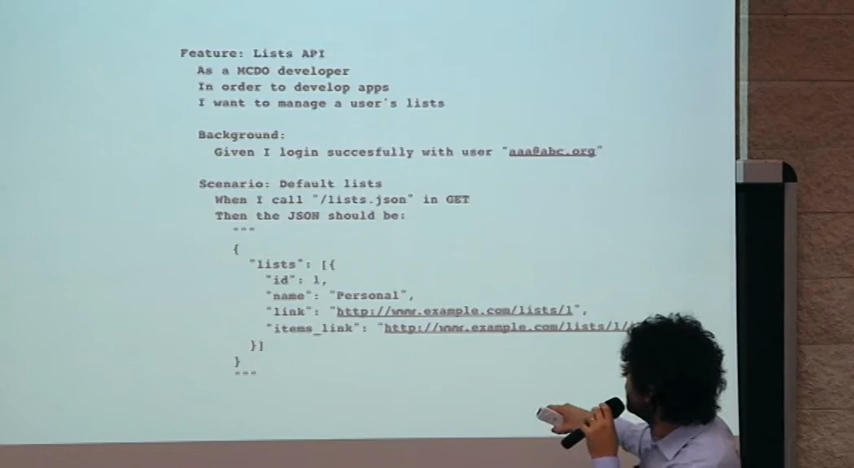 Feature: Lists API
As a MCDO developer
In order to develop apps
I want to manage a user's lists
Background:
Given I login succesfully with user "aaa@abc.org"
Scenario: Default lists
When I call "/lists.json" in GET
Then the JSON should be:
"""
{
"lists": [{
"id": 1,
"name": "Personal",
"link": "http://www.example.com/lists/1",
"items_link": "http://www.example.com/lists/1/
}]
}
"""